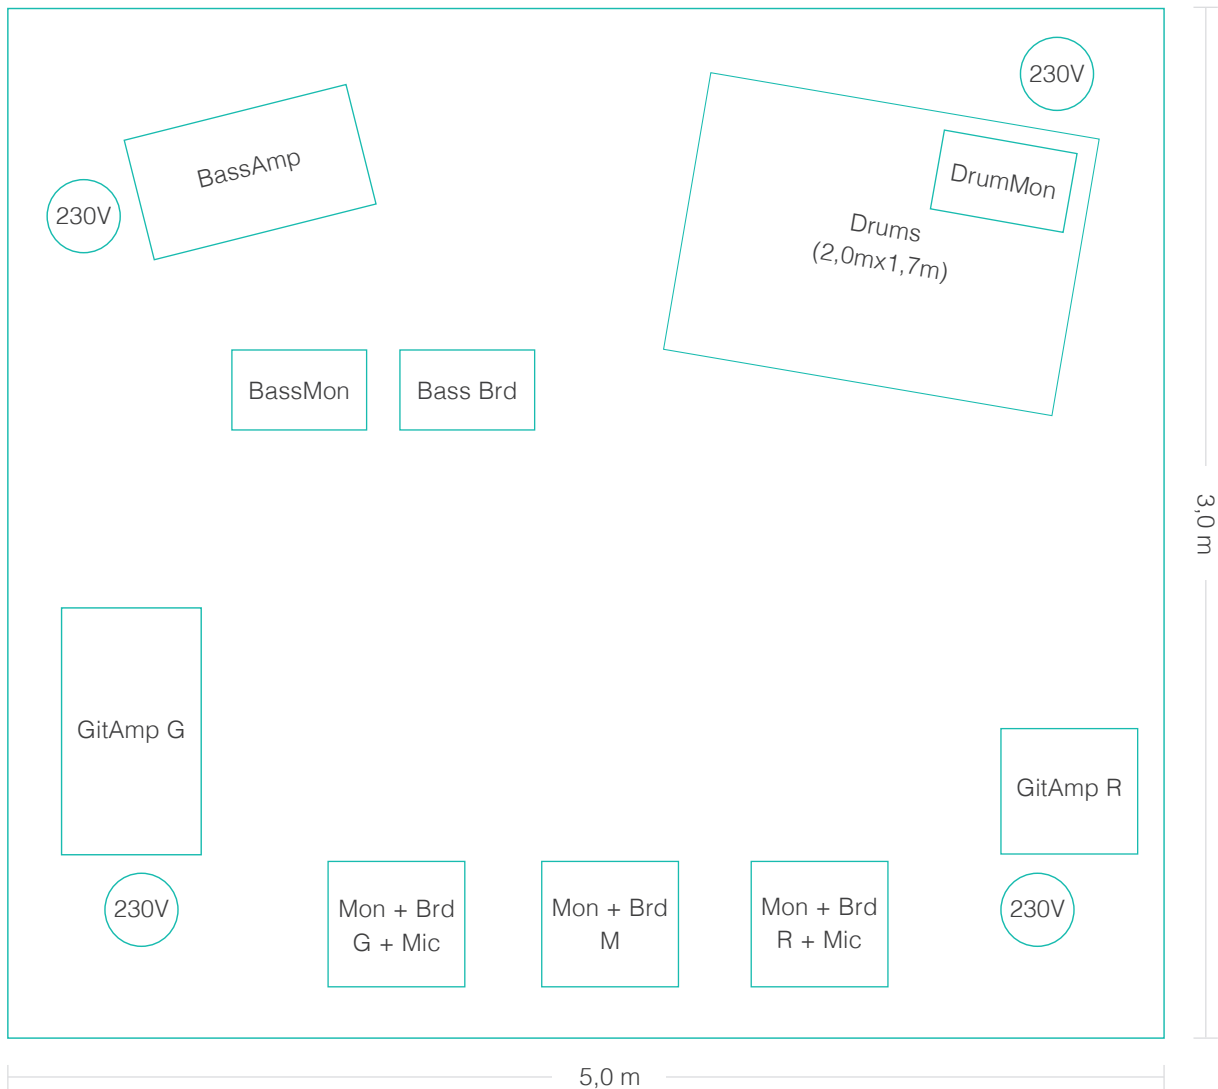 230V
BassAmp
DrumMon
230V
Drums
(2,0mx1,7m)
BassMon
Bass Brd
3,0 m
GitAmp G
GitAmp R
230V
Mon + Brd
G + Mic
Mon + Brd
M
Mon + Brd
R + Mic
230V
5,0 m